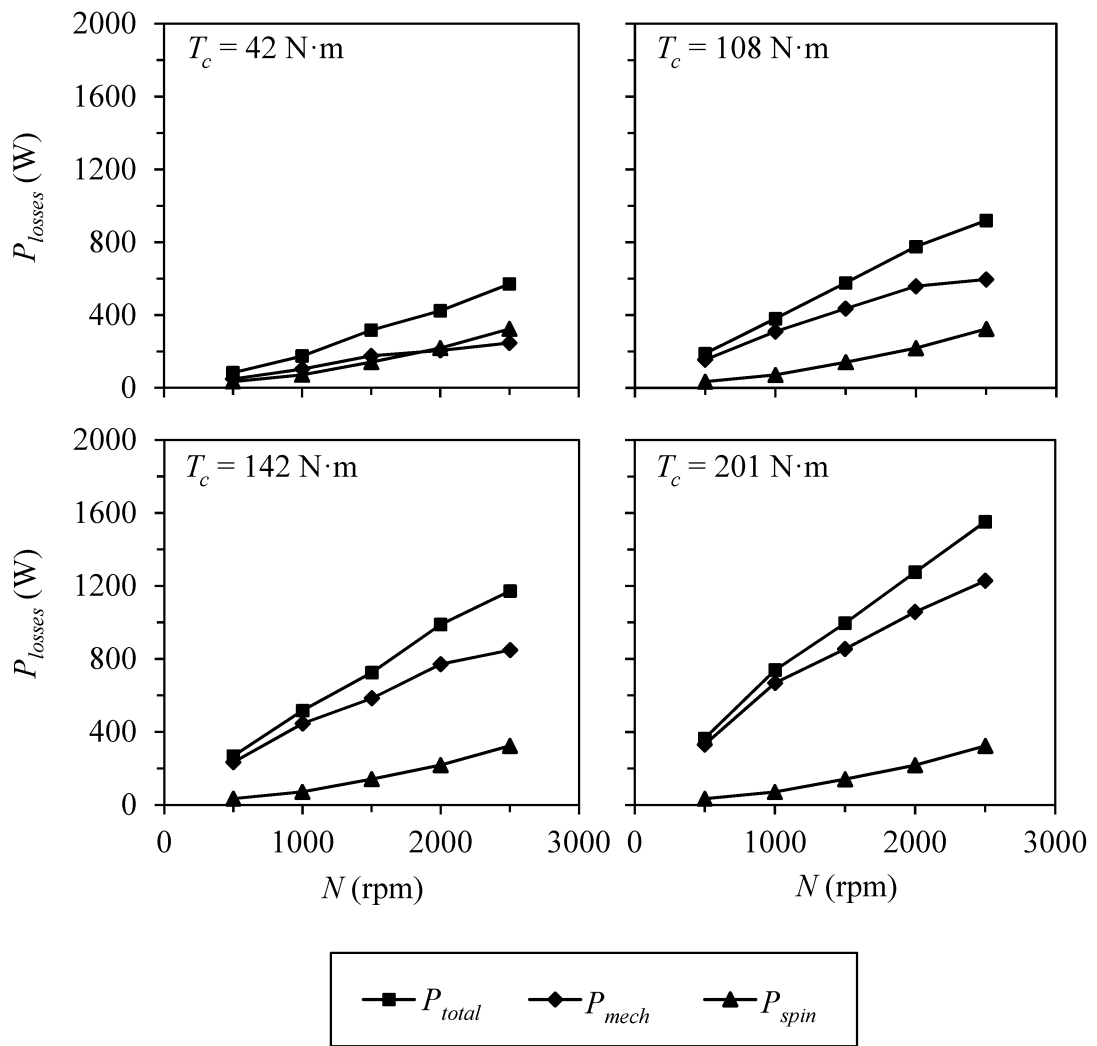 2000
1600
1200
800
400
0
P_losses (W)
T_c = 42 N·m
T_c = 108 N·m
2000
1600
1200
800
400
0
P_losses (W)
T_c = 142 N·m
T_c = 201 N·m
0 1000 2000 3000
0 1000 2000 3000
N (rpm)
N (rpm)
P_total P_mech P_spin